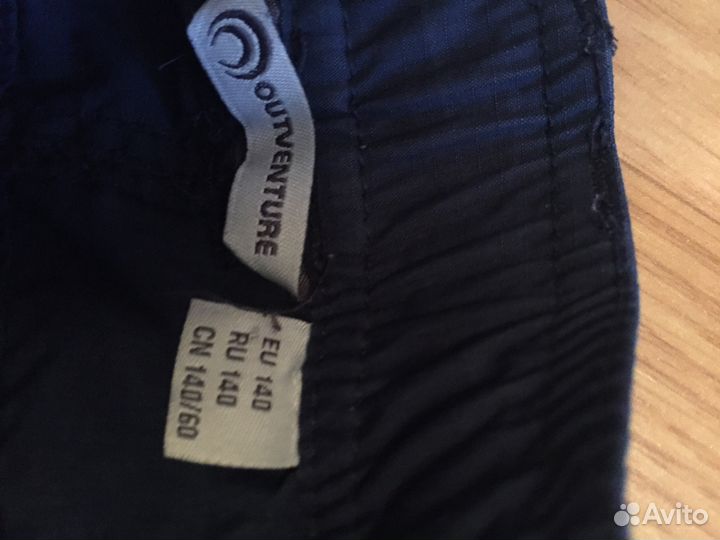 OUTVENTURE
EU 140
RU 140
CN 140/60
Avito